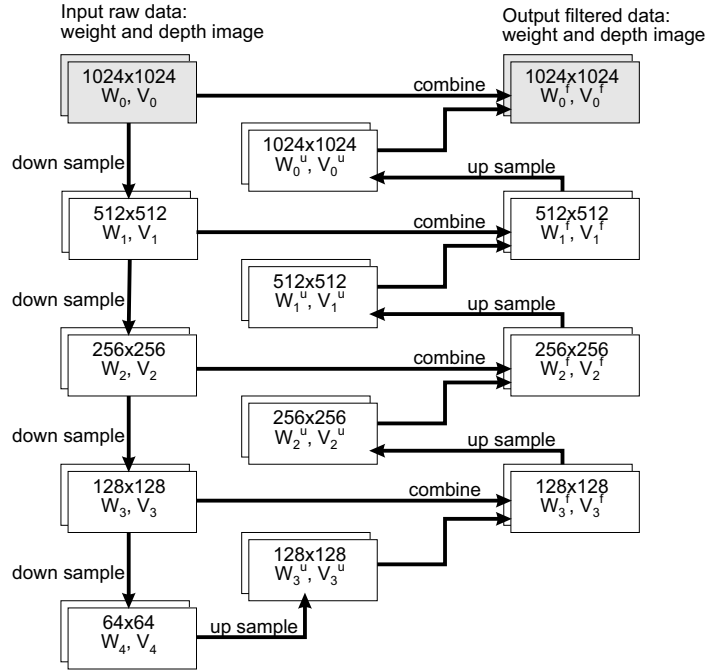 Input raw data:
weight and depth image
Output filtered data:
weight and depth image
1024x1024
W₀, V₀
combine
1024x1024
W₀ᶠ, V₀ᶠ
down sample
1024x1024
W₀ᵘ, V₀ᵘ
up sample
512x512
W₁, V₁
combine
512x512
W₁ᶠ, V₁ᶠ
down sample
512x512
W₁ᵘ, V₁ᵘ
up sample
256x256
W₂, V₂
combine
256x256
W₂ᶠ, V₂ᶠ
down sample
256x256
W₂ᵘ, V₂ᵘ
up sample
128x128
W₃, V₃
combine
128x128
W₃ᶠ, V₃ᶠ
down sample
128x128
W₃ᵘ, V₃ᵘ
64x64
W₄, V₄
up sample